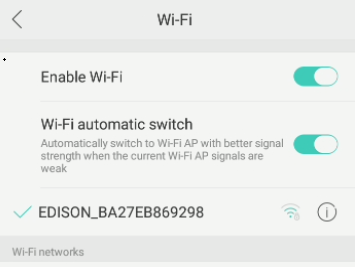 Wi-Fi
Enable Wi-Fi
Wi-Fi automatic switch
Automatically switch to Wi-Fi AP with better signal
strength when the current Wi-Fi AP signals are
weak
EDISON_BA27EB869298
Wi-Fi networks